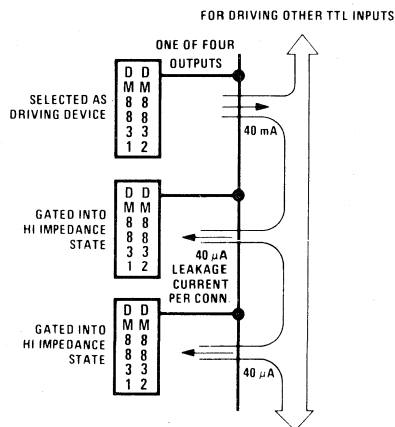 FOR DRIVING OTHER TTL INPUTS
ONE OF FOUR
OUTPUTS
DM8831
DM8832
SELECTED AS
DRIVING DEVICE
40 mA
DM8831
DM8832
GATED INTO
HI IMPEDANCE
STATE
40 µA
LEAKAGE
CURRENT
PER CONN.
DM8831
DM8832
GATED INTO
HI IMPEDANCE
STATE
40 µA